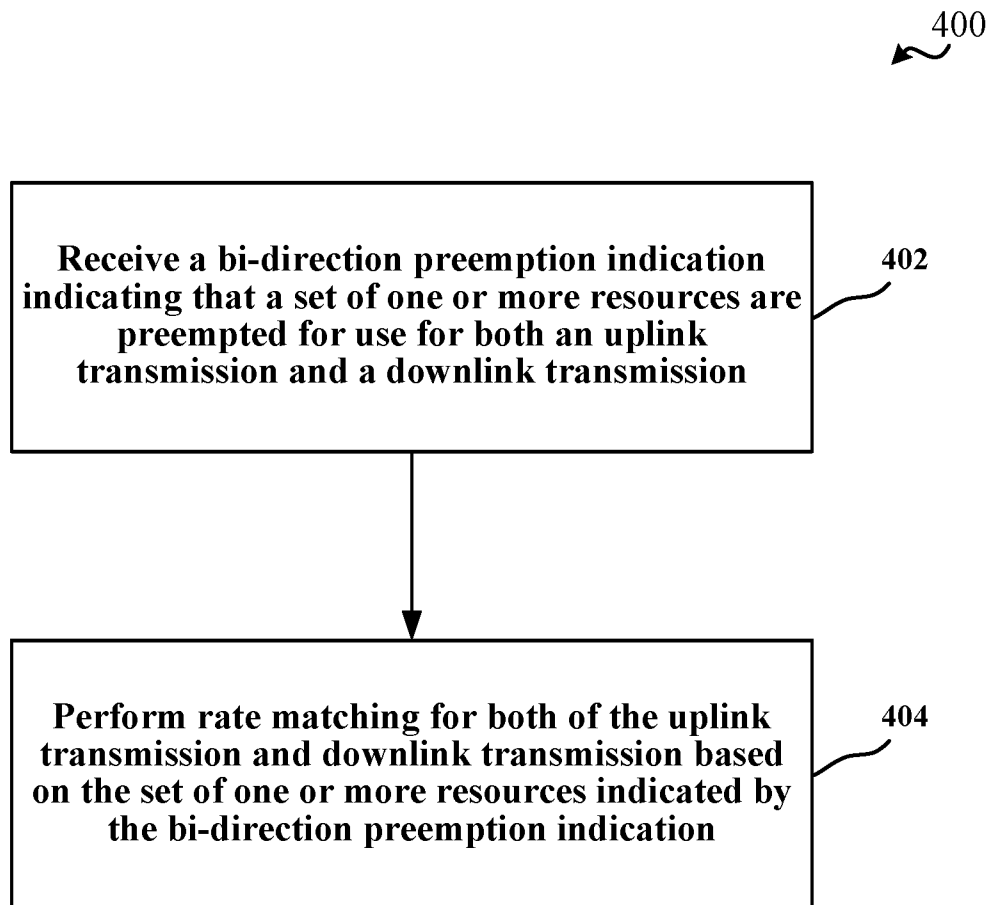 400
Receive a bi-direction preemption indication
indicating that a set of one or more resources are
preempted for use for both an uplink
transmission and a downlink transmission
402
Perform rate matching for both of the uplink
transmission and downlink transmission based
on the set of one or more resources indicated by
the bi-direction preemption indication
404